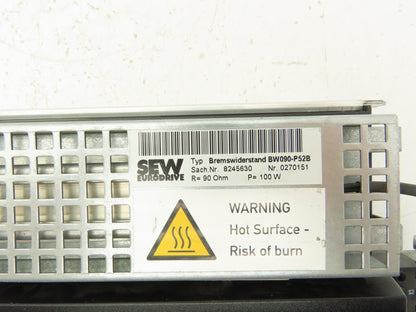 SEW
EURODRIVE
Typ Bremswiderstand BW090-P52B
Sach.Nr. 8245630 Nr. 0270151
R= 90 Ohm P= 100 W
WARNING
Hot Surface -
Risk of burn